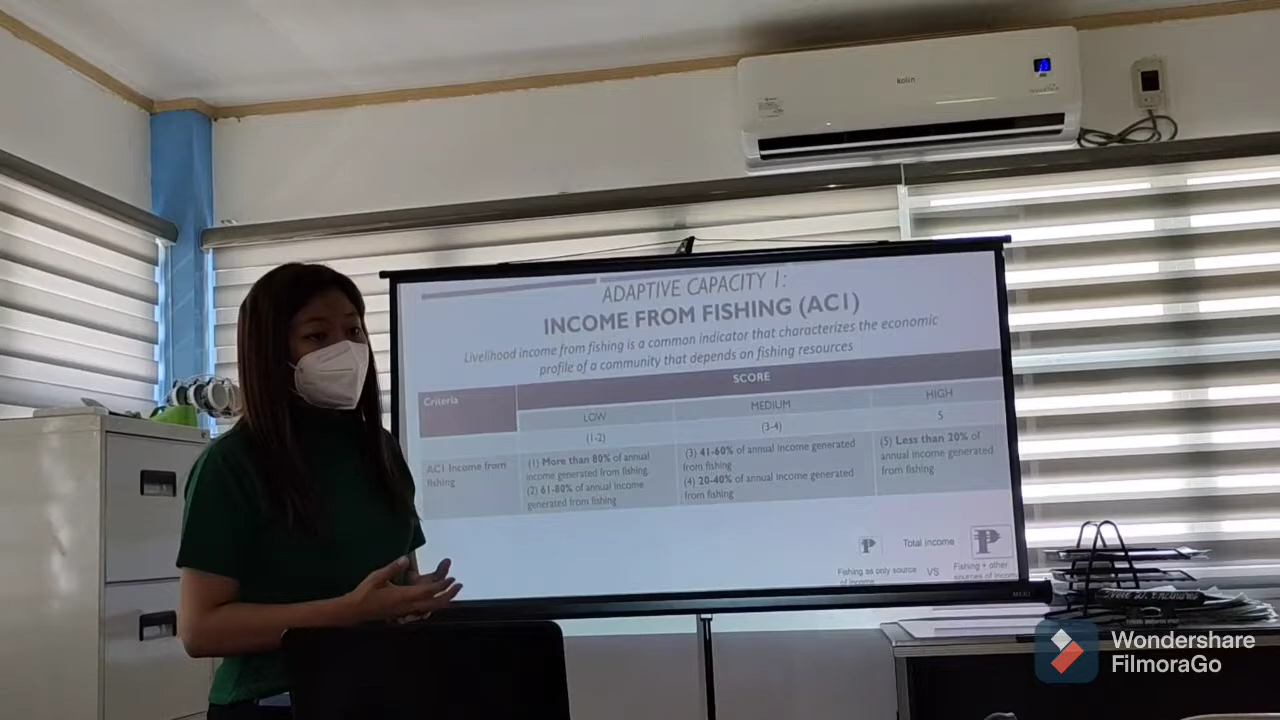 kolin
ADAPTIVE CAPACITY 1:
INCOME FROM FISHING (AC1)
Livelihood income from fishing is a common indicator that characterizes the economic
profile of a community that depends on fishing resources
Criteria
SCORE
LOW
MEDIUM
HIGH
(1-2)
(3-4)
5
AC1 Income from
fishing
(1) More than 80% of annual
income generated from fishing.
(2) 61-80% of annual income
generated from fishing
(3) 41-60% of annual income generated
from fishing
(4) 20-40% of annual income generated
from fishing
(5) Less than 20% of
annual income generated
from fishing
Total income
Fishing as only source
of income
VS
Fishing + other
sources of income
Wondershare
FilmoraGo